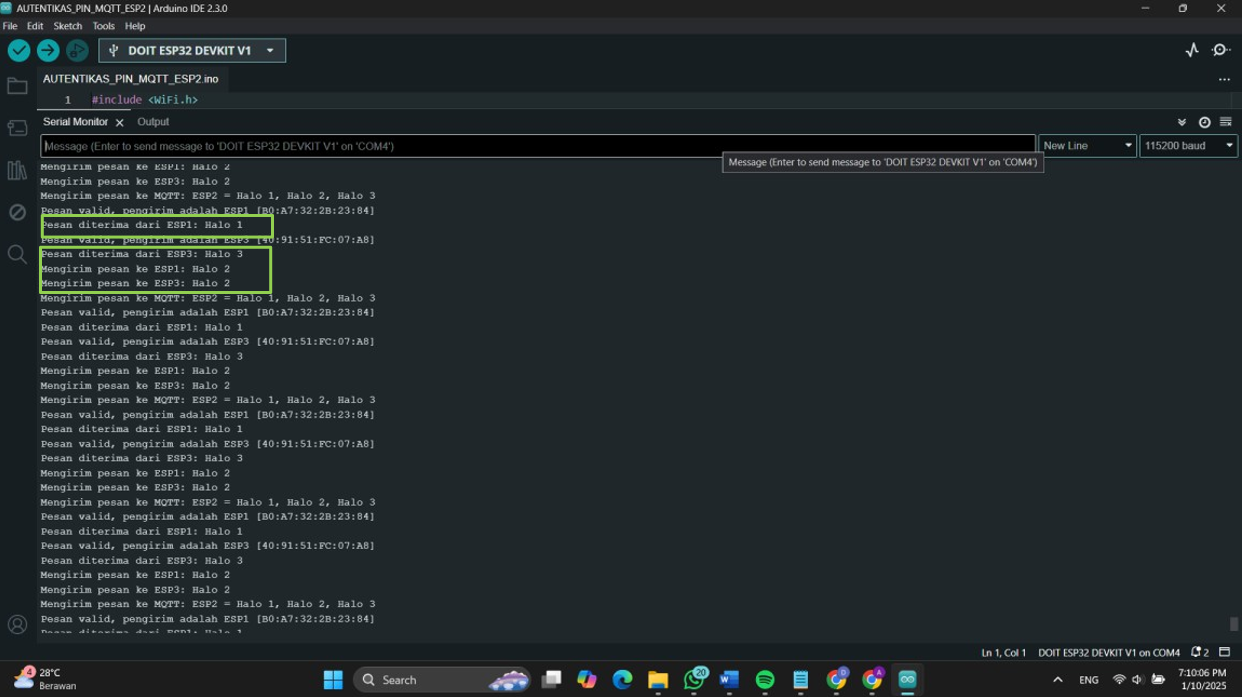 AUTENTIKAS_PIN_MQTT_ESP2 | Arduino IDE 2.3.0
File Edit Sketch Tools Help
DOIT ESP32 DEVKIT V1
AUTENTIKAS_PIN_MQTT_ESP2.ino
1 #include <WiFi.h>
Serial Monitor Output
Message (Enter to send message to 'DOIT ESP32 DEVKIT V1' on 'COM4')
New Line
115200 baud
Message (Enter to send message to 'DOIT ESP32 DEVKIT V1' on 'COM4')
Mengirim pesan ke ESP1: Halo 2
Mengirim pesan ke ESP3: Halo 2
Mengirim pesan ke MQTT: ESP2 = Halo 1, Halo 2, Halo 3
Pesan valid, pengirim adalah ESP1 [B0:A7:32:2B:23:84]
Pesan diterima dari ESP1: Halo 1
Pesan valid, pengirim adalah ESP3 [40:91:51:FC:07:A8]
Pesan diterima dari ESP3: Halo 3
Mengirim pesan ke ESP1: Halo 2
Mengirim pesan ke ESP3: Halo 2
Mengirim pesan ke MQTT: ESP2 = Halo 1, Halo 2, Halo 3
Pesan valid, pengirim adalah ESP1 [B0:A7:32:2B:23:84]
Pesan diterima dari ESP1: Halo 1
Pesan valid, pengirim adalah ESP3 [40:91:51:FC:07:A8]
Pesan diterima dari ESP3: Halo 3
Mengirim pesan ke ESP1: Halo 2
Mengirim pesan ke ESP3: Halo 2
Mengirim pesan ke MQTT: ESP2 = Halo 1, Halo 2, Halo 3
Pesan valid, pengirim adalah ESP1 [B0:A7:32:2B:23:84]
Pesan diterima dari ESP1: Halo 1
Pesan valid, pengirim adalah ESP3 [40:91:51:FC:07:A8]
Pesan diterima dari ESP3: Halo 3
Mengirim pesan ke ESP1: Halo 2
Mengirim pesan ke ESP3: Halo 2
Mengirim pesan ke MQTT: ESP2 = Halo 1, Halo 2, Halo 3
Pesan valid, pengirim adalah ESP1 [B0:A7:32:2B:23:84]
Pesan diterima dari ESP1: Halo 1
Pesan valid, pengirim adalah ESP3 [40:91:51:FC:07:A8]
Pesan diterima dari ESP3: Halo 3
Mengirim pesan ke ESP1: Halo 2
Mengirim pesan ke ESP3: Halo 2
Mengirim pesan ke MQTT: ESP2 = Halo 1, Halo 2, Halo 3
Pesan valid, pengirim adalah ESP1 [B0:A7:32:2B:23:84]
Pesan diterima dari ESP1: Halo 1
Ln 1, Col 1 DOIT ESP32 DEVKIT V1 on COM4 2
4
28°C
Berawan
Search
20
ENG
7:10:06 PM
1/10/2025